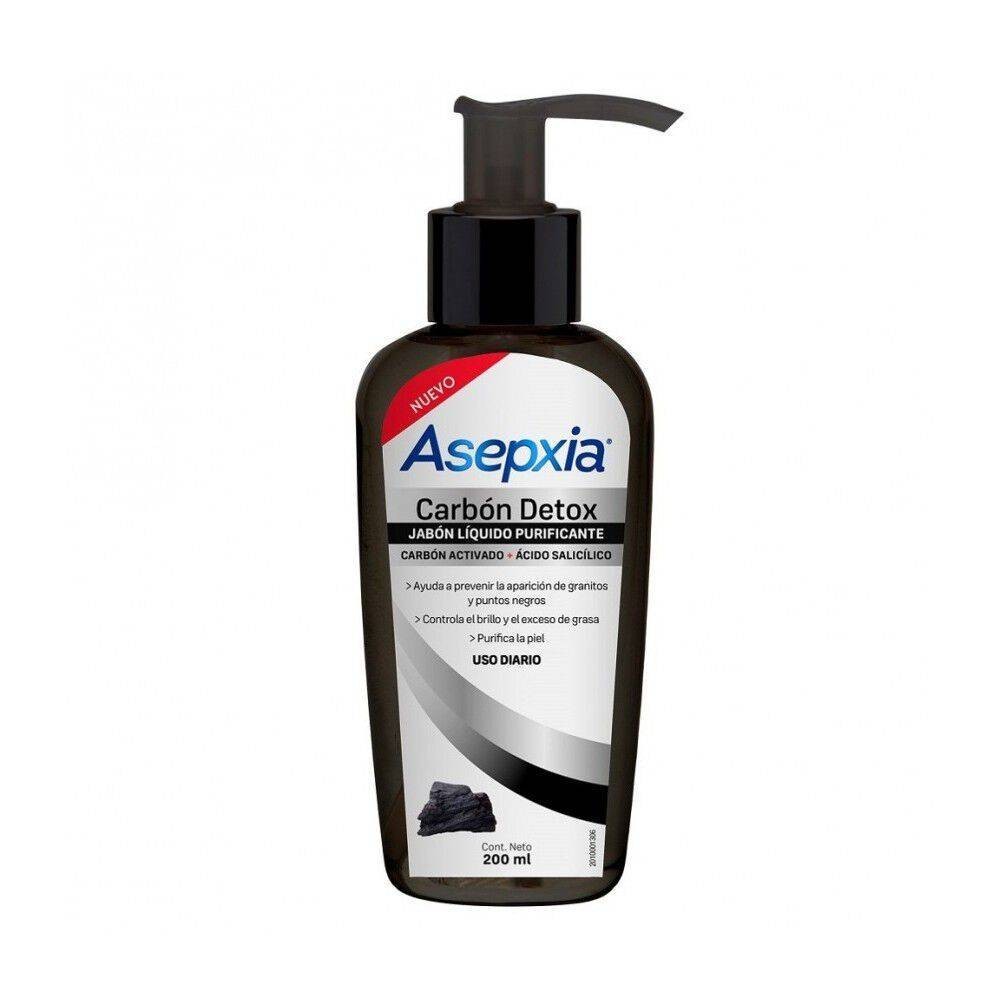 NUEVO
Asepxia®
Carbón Detox
JABÓN LÍQUIDO PURIFICANTE
CARBÓN ACTIVADO + ÁCIDO SALICÍLICO
> Ayuda a prevenir la aparición de granitos
y puntos negros
> Controla el brillo y el exceso de grasa
> Purifica la piel
USO DIARIO
Cont. Neto
200 ml
2010001306